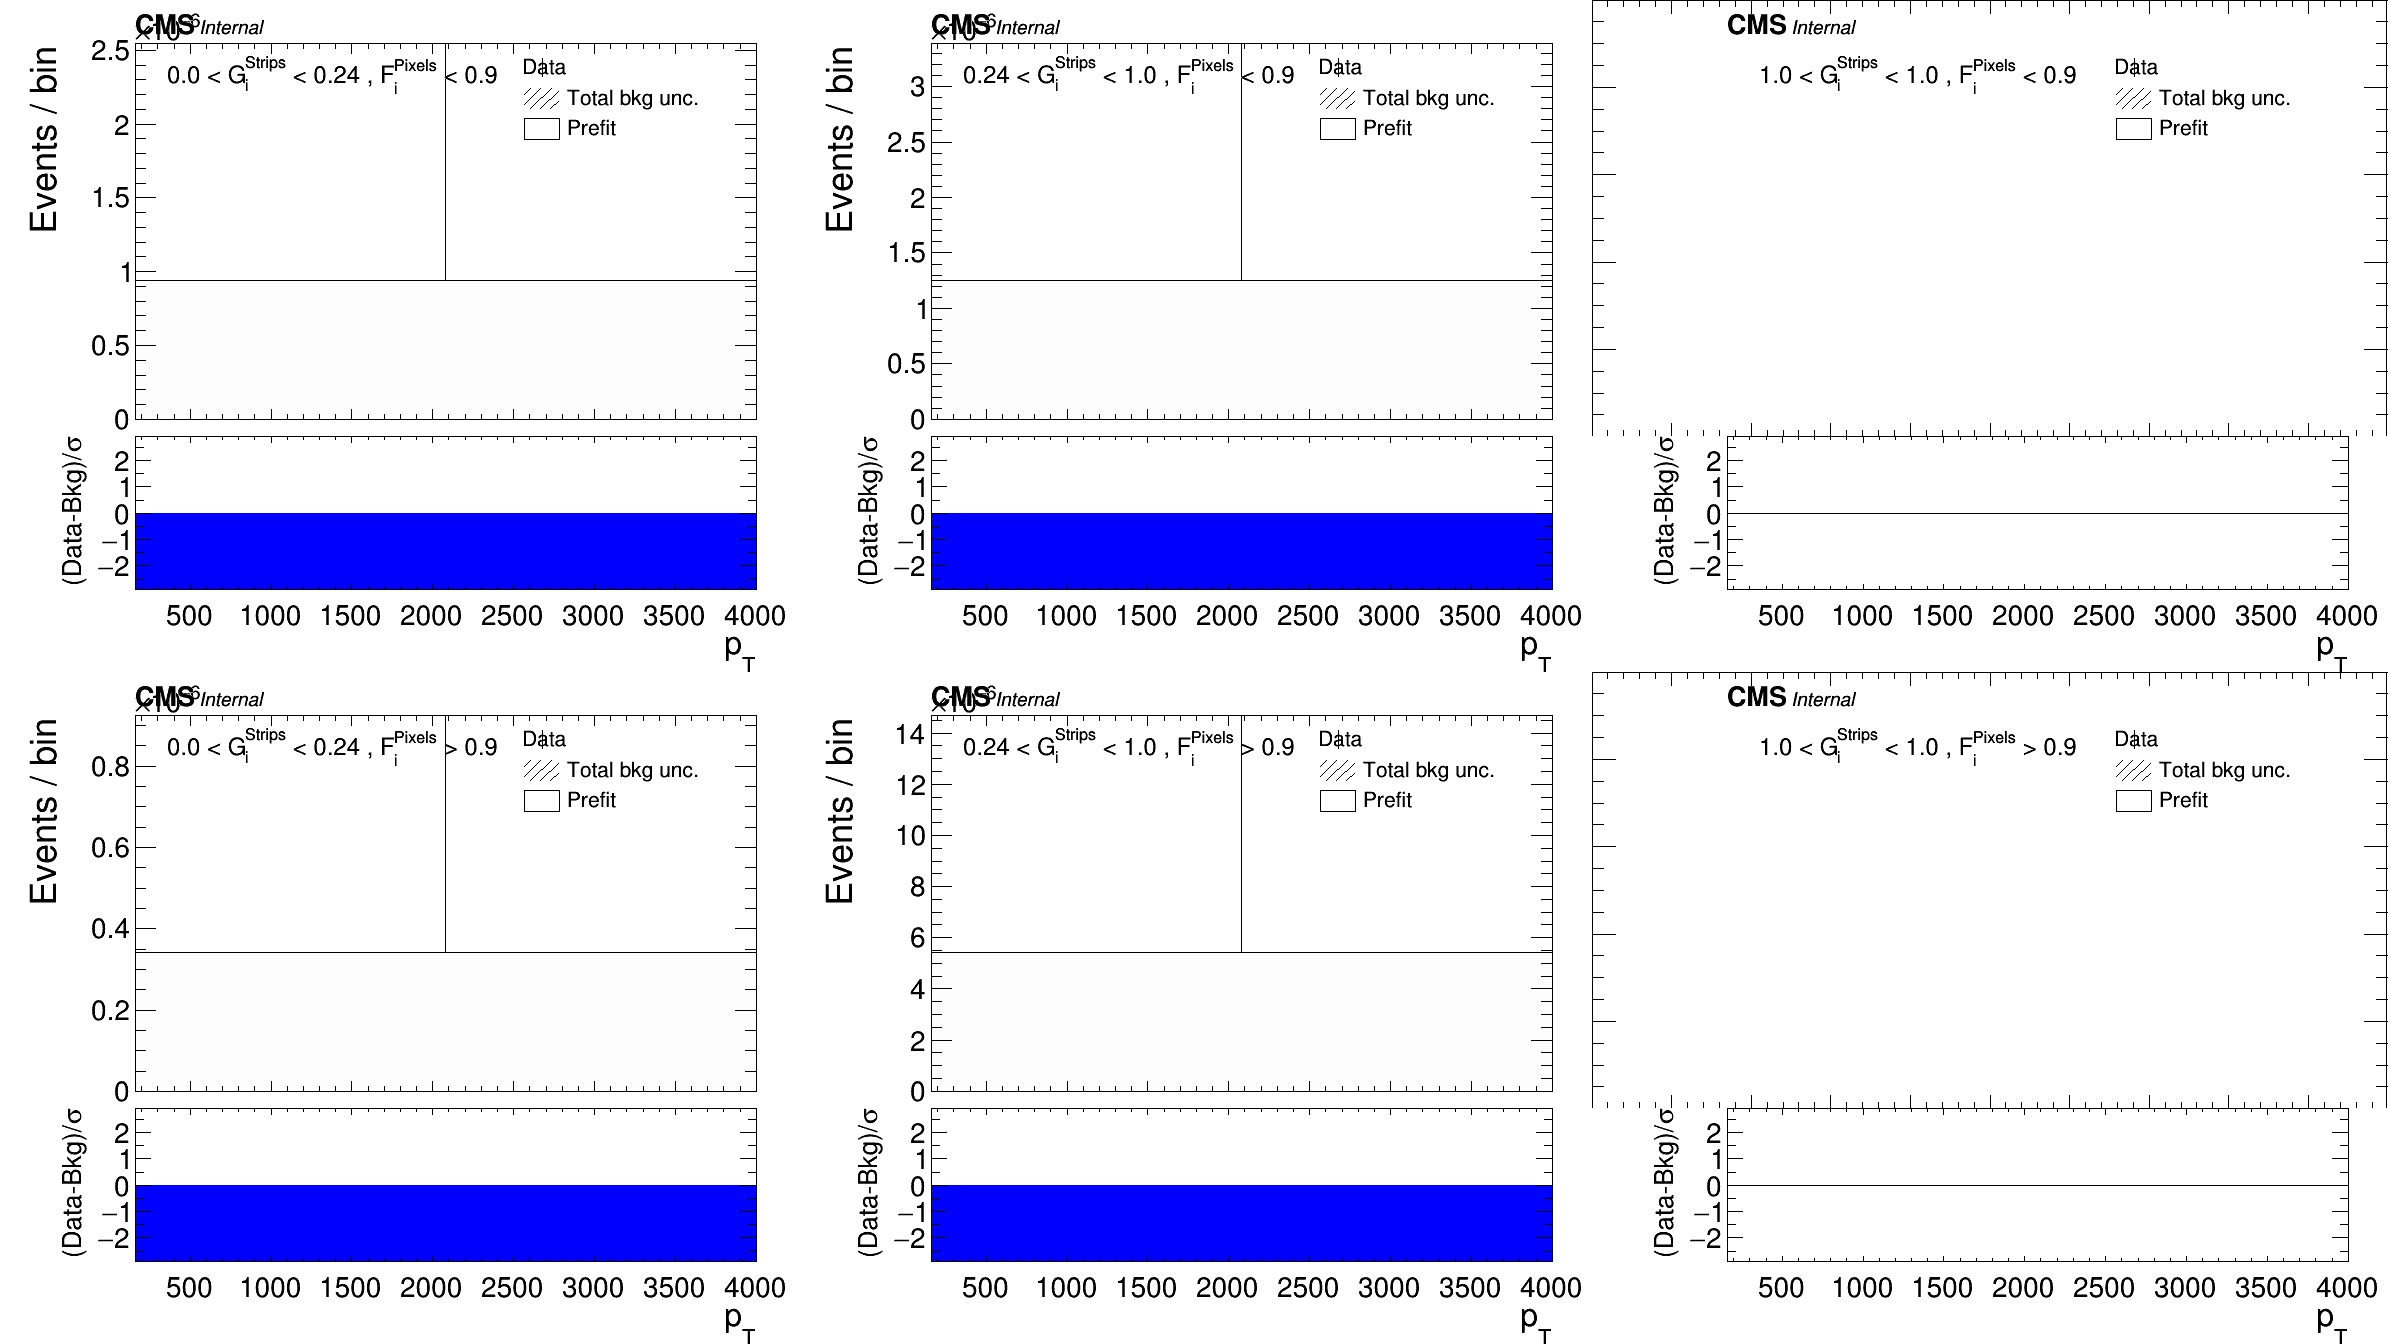 CMS Internal
Events / bin
0.0 < G_i^Strips < 0.24 , F_i^Pixels < 0.9
Data
Total bkg unc.
Prefit
2.5
2
1.5
1
0.5
0
(Data-Bkg)/σ
2
1
0
−1
−2
500 1000 1500 2000 2500 3000 3500 4000
p_T
CMS Internal
Events / bin
0.24 < G_i^Strips < 1.0 , F_i^Pixels < 0.9
Data
Total bkg unc.
Prefit
3
2.5
2
1.5
1
0.5
0
(Data-Bkg)/σ
2
1
0
−1
−2
500 1000 1500 2000 2500 3000 3500 4000
p_T
CMS Internal
1.0 < G_i^Strips < 1.0 , F_i^Pixels < 0.9
Data
Total bkg unc.
Prefit
(Data-Bkg)/σ
2
1
0
−1
−2
500 1000 1500 2000 2500 3000 3500 4000
p_T
CMS Internal
Events / bin
0.0 < G_i^Strips < 0.24 , F_i^Pixels > 0.9
Data
Total bkg unc.
Prefit
0.8
0.6
0.4
0.2
0
(Data-Bkg)/σ
2
1
0
−1
−2
500 1000 1500 2000 2500 3000 3500 4000
p_T
CMS Internal
Events / bin
0.24 < G_i^Strips < 1.0 , F_i^Pixels > 0.9
Data
Total bkg unc.
Prefit
14
12
10
8
6
4
2
0
(Data-Bkg)/σ
2
1
0
−1
−2
500 1000 1500 2000 2500 3000 3500 4000
p_T
CMS Internal
1.0 < G_i^Strips < 1.0 , F_i^Pixels > 0.9
Data
Total bkg unc.
Prefit
(Data-Bkg)/σ
2
1
0
−1
−2
500 1000 1500 2000 2500 3000 3500 4000
p_T